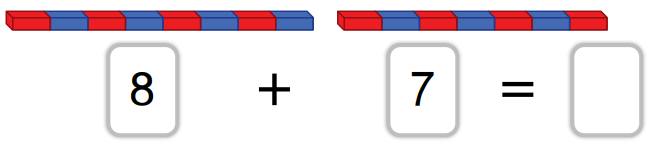 8 + 7 =